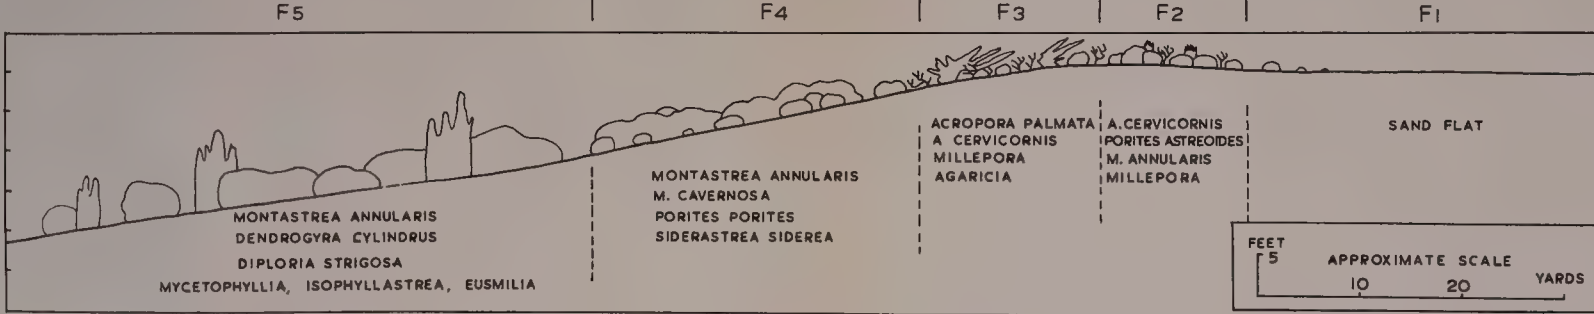 F5 F4 F3 F2 F1
MONTASTREA ANNULARIS
DENDROGYRA CYLINDRUS
DIPLORIA STRIGOSA
MYCETOPHYLLIA, ISOPHYLLASTREA, EUSMILIA
MONTASTREA ANNULARIS
M. CAVERNOSA
PORITES PORITES
SIDERASTREA SIDEREA
ACROPORA PALMATA
A CERVICORNIS
MILLEPORA
AGARICIA
A. CERVICORNIS
PORITES ASTREOIDES
M. ANNULARIS
MILLEPORA
SAND FLAT
FEET
5
APPROXIMATE SCALE
10 20 YARDS